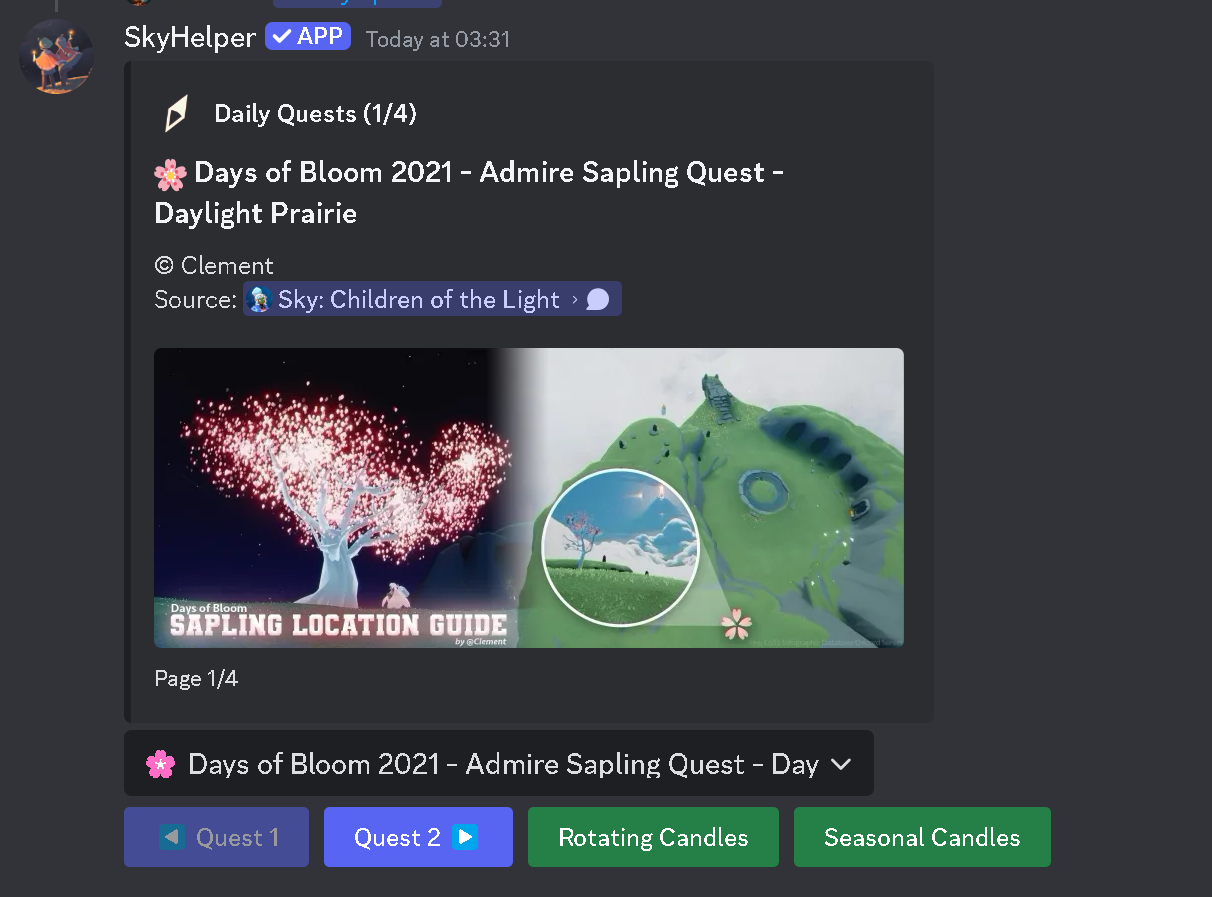 SkyHelper APP Today at 03:31
Daily Quests (1/4)
Days of Bloom 2021 - Admire Sapling Quest -
Daylight Prairie
© Clement
Source: Sky: Children of the Light ›
Days of Bloom
SAPLING LOCATION GUIDE
by @Clement
Page 1/4
Days of Bloom 2021 - Admire Sapling Quest - Day
Quest 1
Quest 2
Rotating Candles
Seasonal Candles